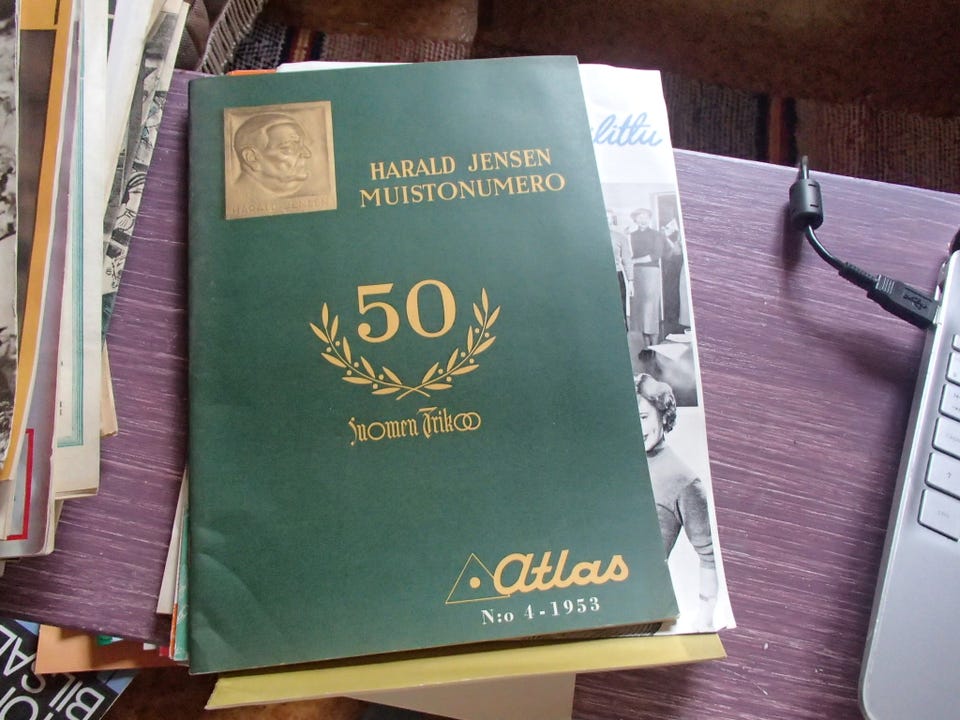 HARALD JENSEN
HARALD JENSEN
MUISTONUMERO
50
Suomen Trikoo
Atlas
N:o 4 - 1953